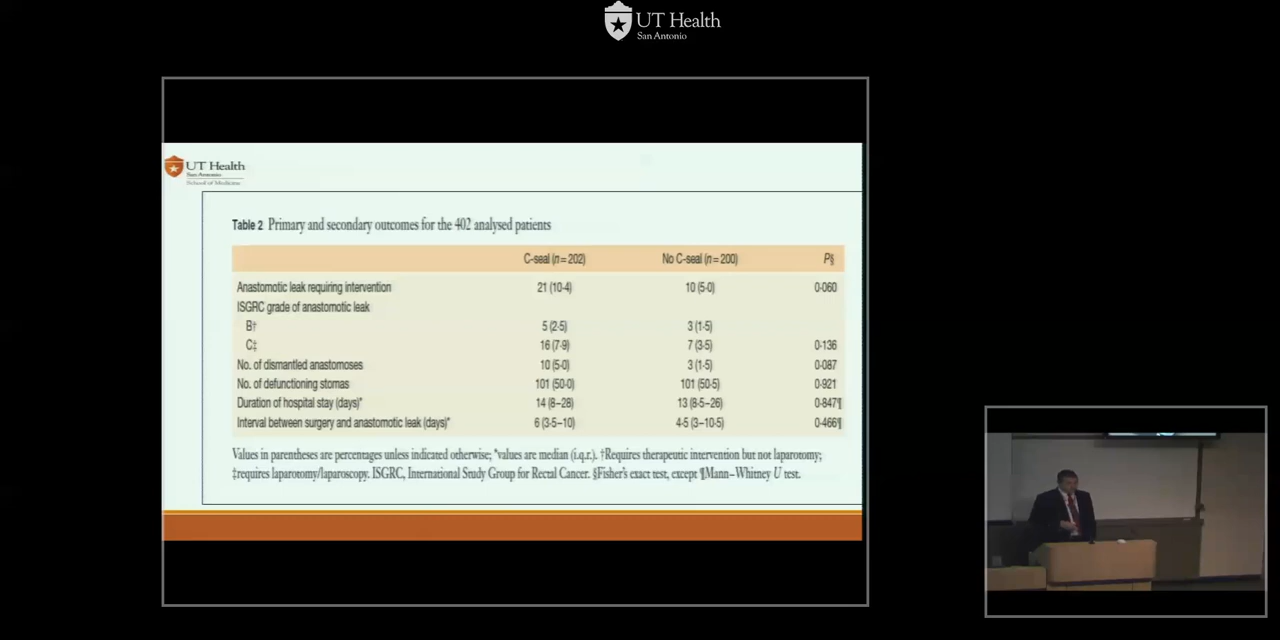 UT Health
San Antonio
UT Health
San Antonio
School of Medicine
Table 2 Primary and secondary outcomes for the 402 analysed patients
C-seal (n=202) No C-seal (n=200) P§
Anastomotic leak requiring intervention 21 (10·4) 10 (5·0) 0·060
ISGRC grade of anastomotic leak
B† 5 (2·5) 3 (1·5)
C‡ 16 (7·9) 7 (3·5) 0·136
No. of dismantled anastomoses 10 (5·0) 3 (1·5) 0·087
No. of defunctioning stomas 101 (50·0) 101 (50·5) 0·921
Duration of hospital stay (days)* 14 (8–28) 13 (8·5–26) 0·847¶
Interval between surgery and anastomotic leak (days)* 6 (3·5–10) 4·5 (3–10·5) 0·466¶
Values in parentheses are percentages unless indicated otherwise; *values are median (i.q.r.). †Requires therapeutic intervention but not laparotomy;
‡requires laparotomy/laparoscopy. ISGRC, International Study Group for Rectal Cancer. §Fisher's exact test, except ¶Mann–Whitney U test.